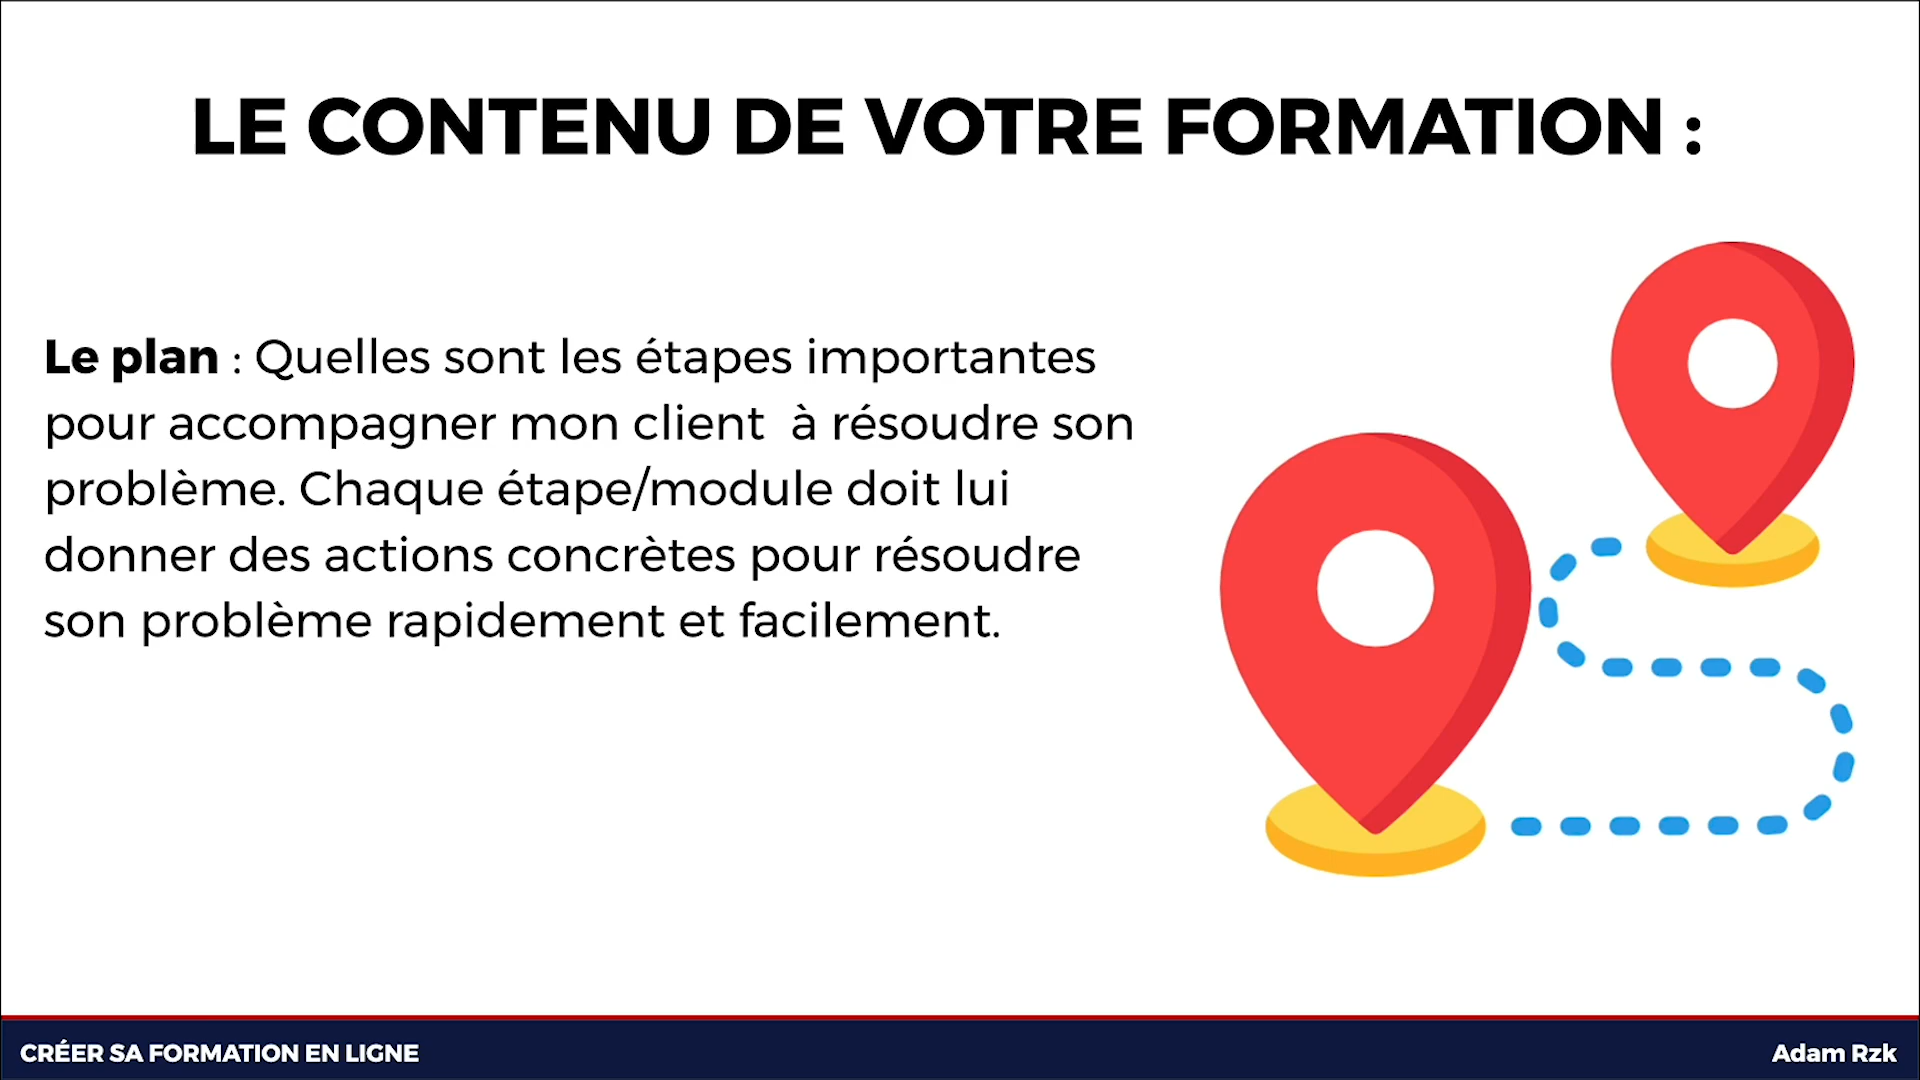 LE CONTENU DE VOTRE FORMATION :
Le plan : Quelles sont les étapes importantes
pour accompagner mon client  à résoudre son
problème. Chaque étape/module doit lui
donner des actions concrètes pour résoudre
son problème rapidement et facilement.
CRÉER SA FORMATION EN LIGNE
Adam Rzk